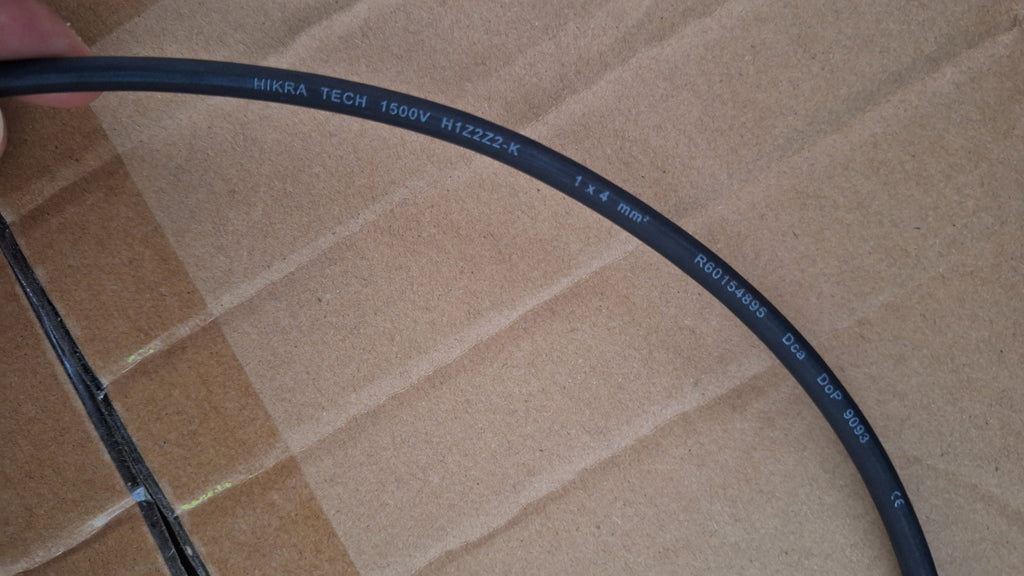 HIKRA TECH 1500V H1Z2Z2-K 1 x 4 mm² R60154895 Dca DoP 9093 CE